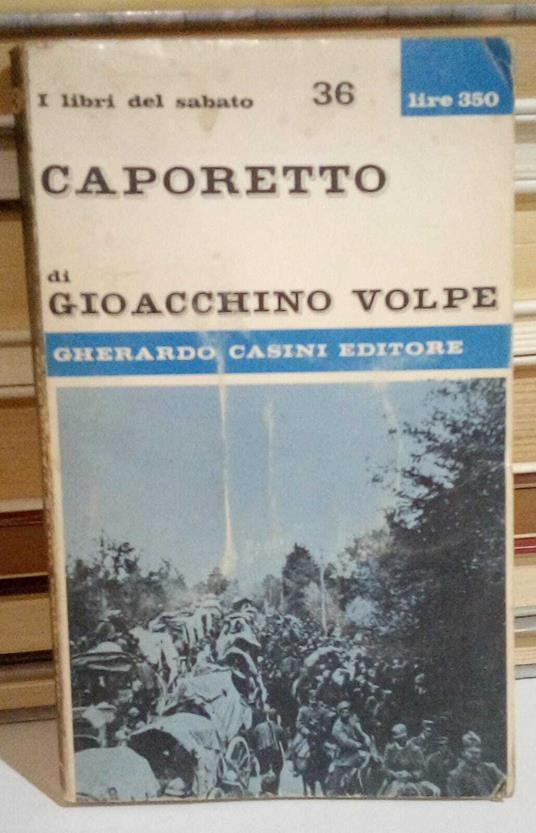 I libri del sabato 36 lire 350
CAPORETTO
di
GIOACCHINO VOLPE
GHERARDO CASINI EDITORE